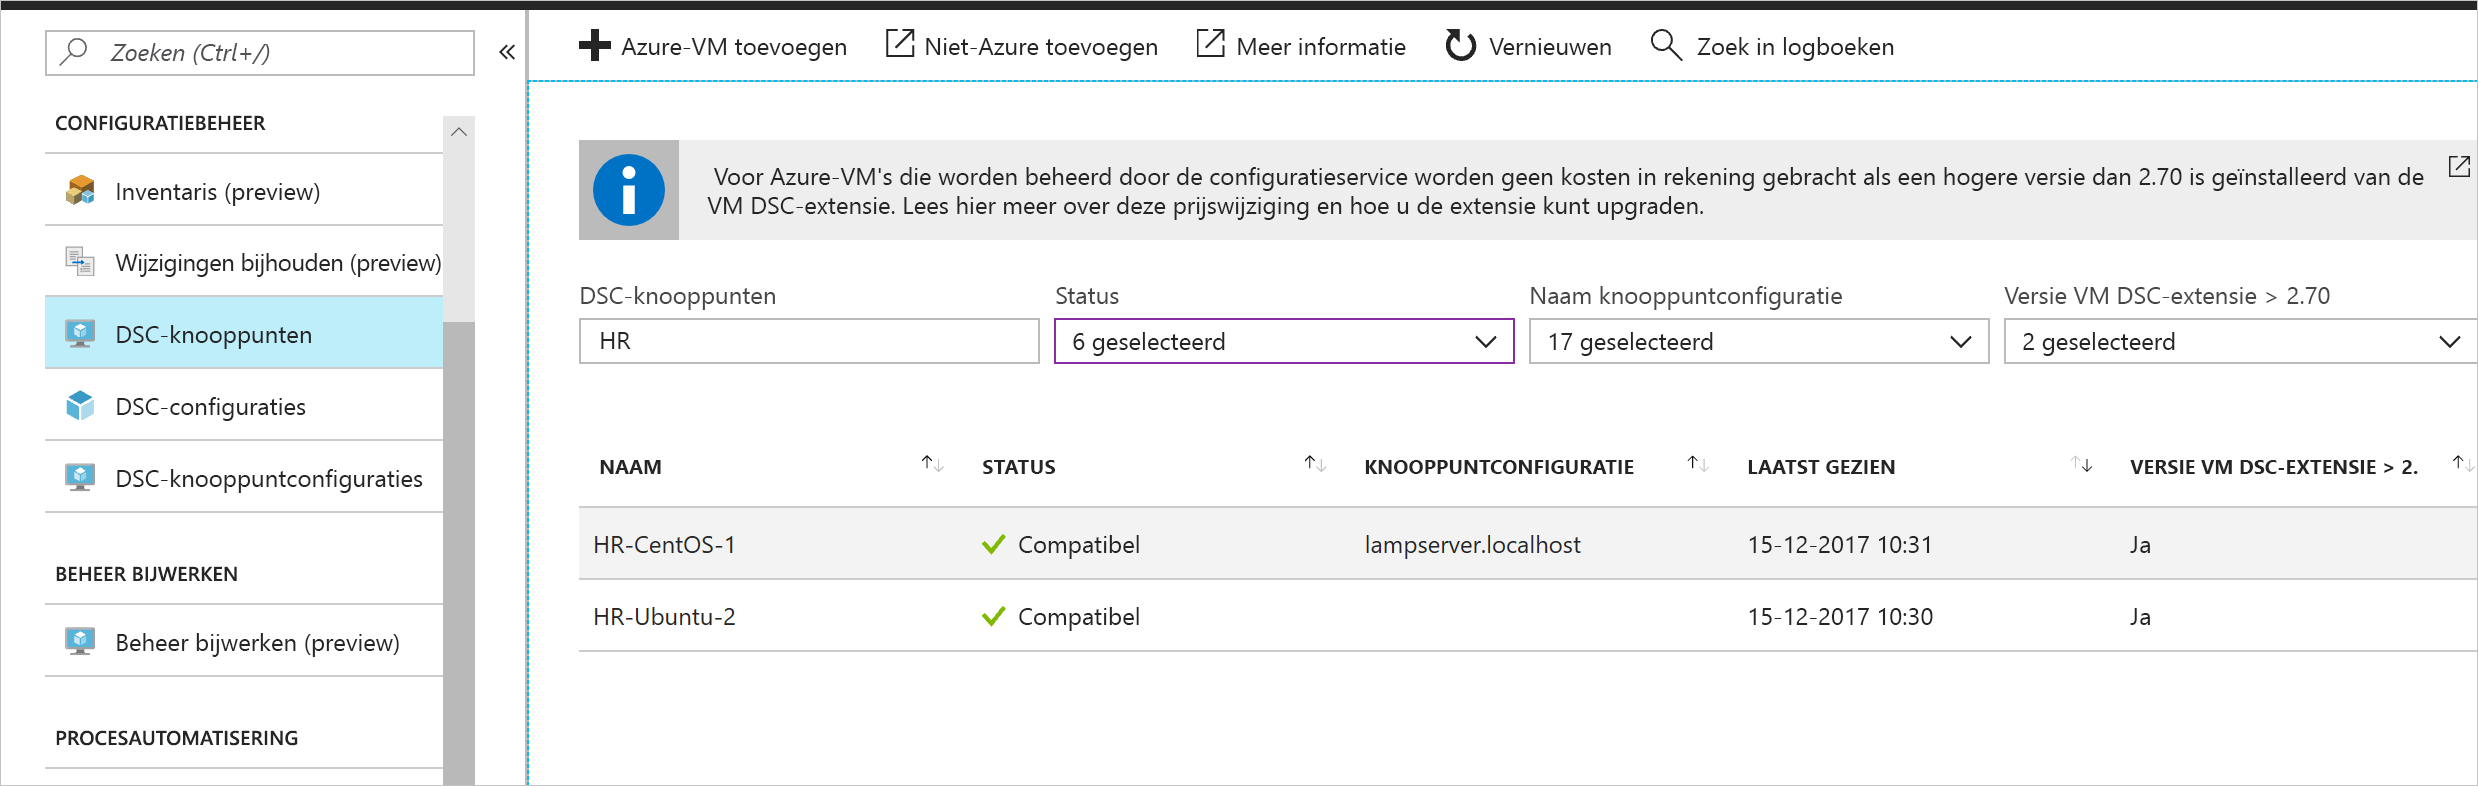 Zoeken (Ctrl+/)
«
CONFIGURATIEBEHEER
Inventaris (preview)
Wijzigingen bijhouden (preview)
DSC-knooppunten
DSC-configuraties
DSC-knooppuntconfiguraties
BEHEER BIJWERKEN
Beheer bijwerken (preview)
PROCESAUTOMATISERING
Azure-VM toevoegen Niet-Azure toevoegen Meer informatie Vernieuwen Zoek in logboeken
Voor Azure-VM's die worden beheerd door de configuratieservice worden geen kosten in rekening gebracht als een hogere versie dan 2.70 is geïnstalleerd van de
VM DSC-extensie. Lees hier meer over deze prijswijziging en hoe u de extensie kunt upgraden.
DSC-knooppunten Status Naam knooppuntconfiguratie Versie VM DSC-extensie > 2.70
HR 6 geselecteerd 17 geselecteerd 2 geselecteerd
NAAM STATUS KNOOPPUNTCONFIGURATIE LAATST GEZIEN VERSIE VM DSC-EXTENSIE > 2.
HR-CentOS-1 Compatibel lampserver.localhost 15-12-2017 10:31 Ja
HR-Ubuntu-2 Compatibel 15-12-2017 10:30 Ja